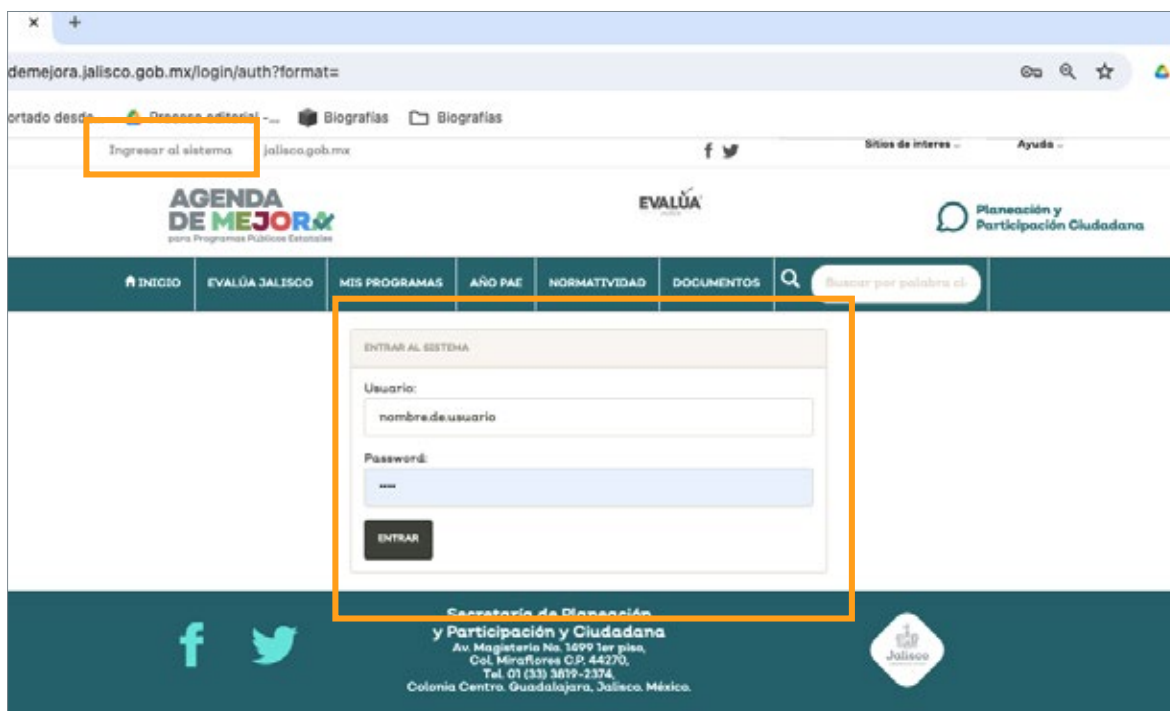 demejora.jalisco.gob.mx/login/auth?format=
ortado desde... Proceso editorial -... Biografías Biografías
Ingresar al sistema jalisco.gob.mx Sitios de interes Ayuda
AGENDA
DE MEJORA
para Programas Públicos Estatales
EVALÚA
Planeación y
Participación Ciudadana
INICIO EVALÚA JALISCO MIS PROGRAMAS AÑO PAE NORMATIVIDAD DOCUMENTOS Buscar por palabra cl
ENTRAR AL SISTEMA
Usuario:
nombre.de.usuario
Password:
••••
ENTRAR
Secretaría de Planeación
y Participación y Ciudadana
Av. Magisterio No. 1499 1er piso,
Col. Miraflores C.P. 44270,
Tel. 01 (33) 3819-2374,
Colonia Centro. Guadalajara, Jalisco. México.
Jalisco